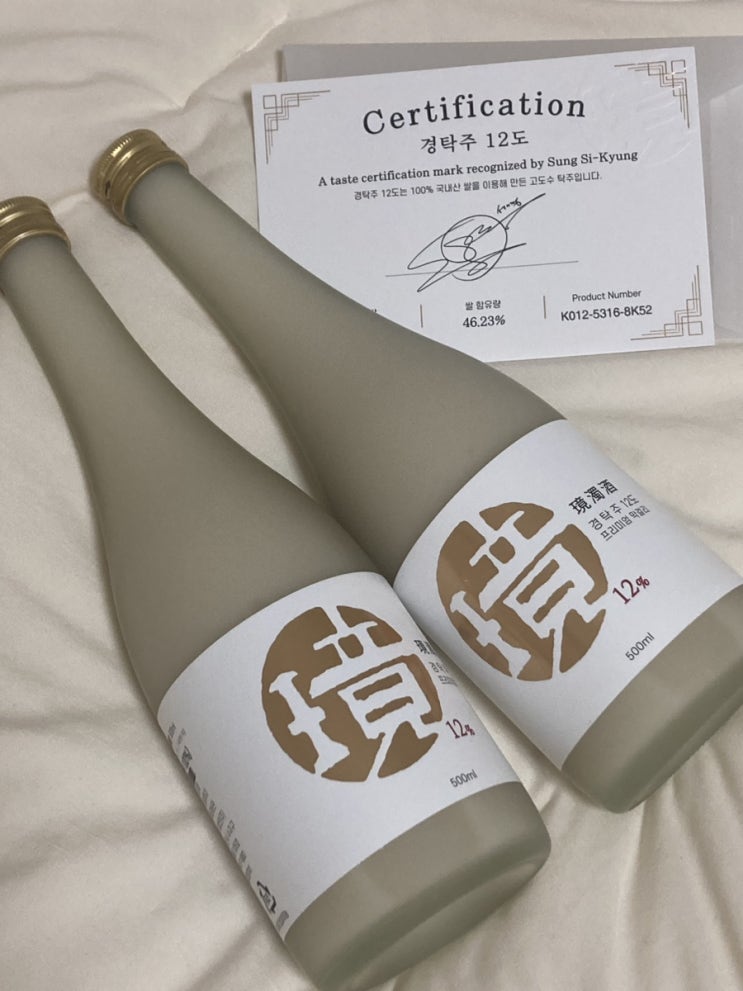 Certification
경탁주 12도
A taste certification mark recognized by Sung Si-Kyung
경탁주 12도는 100% 국내산 쌀을 이용해 만든 고도수 탁주입니다.
쌀 함유량
46.23%
Product Number
K012-5316-8K52
境
境濁酒
경탁주 12도
프리미엄 막걸리
12%
500ml
境
12%
500ml